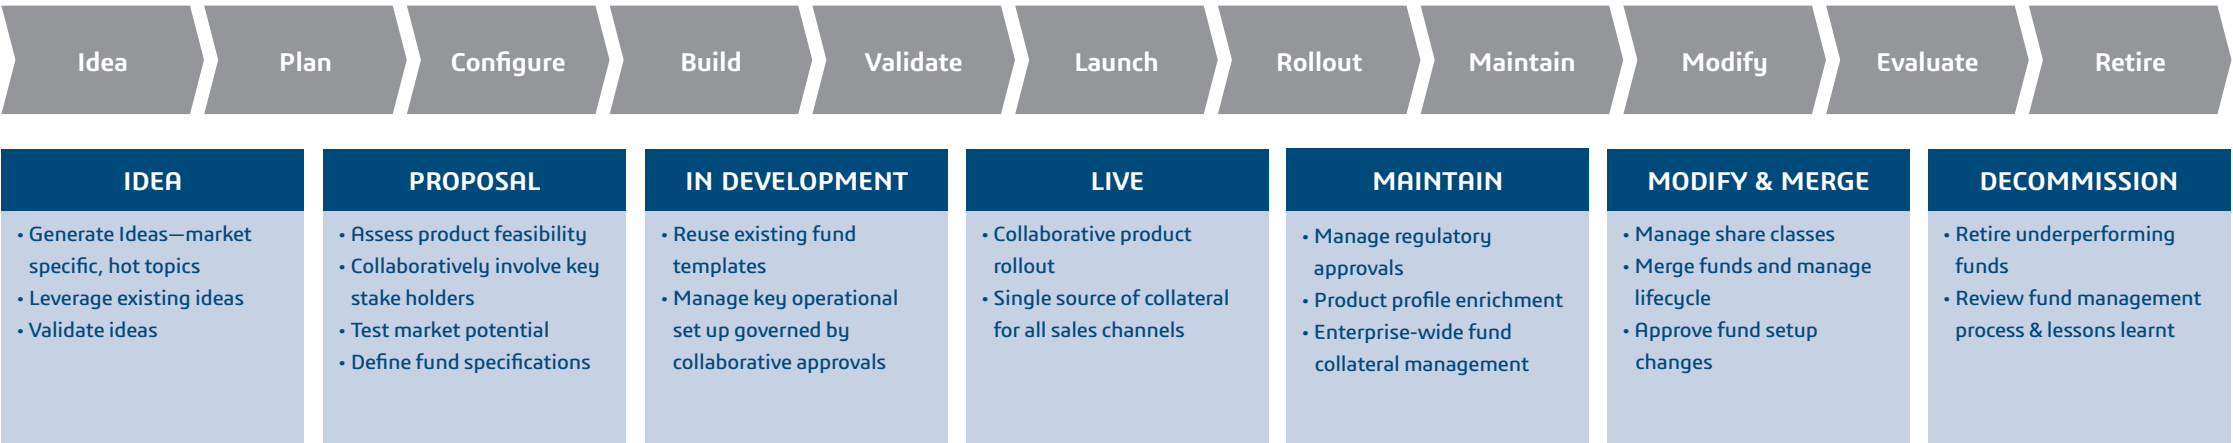 Idea
Plan
Configure
Build
Validate
Launch
Rollout
Maintain
Modify
Evaluate
Retire
IDEA
• Generate Ideas—market
specific, hot topics
• Leverage existing ideas
• Validate ideas
PROPOSAL
• Assess product feasibility
• Collaboratively involve key
stake holders
• Test market potential
• Define fund specifications
IN DEVELOPMENT
• Reuse existing fund
templates
• Manage key operational
set up governed by
collaborative approvals
LIVE
• Collaborative product
rollout
• Single source of collateral
for all sales channels
MAINTAIN
• Manage regulatory
approvals
• Product profile enrichment
• Enterprise-wide fund
collateral management
MODIFY & MERGE
• Manage share classes
• Merge funds and manage
lifecycle
• Approve fund setup
changes
DECOMMISSION
• Retire underperforming
funds
• Review fund management
process & lessons learnt